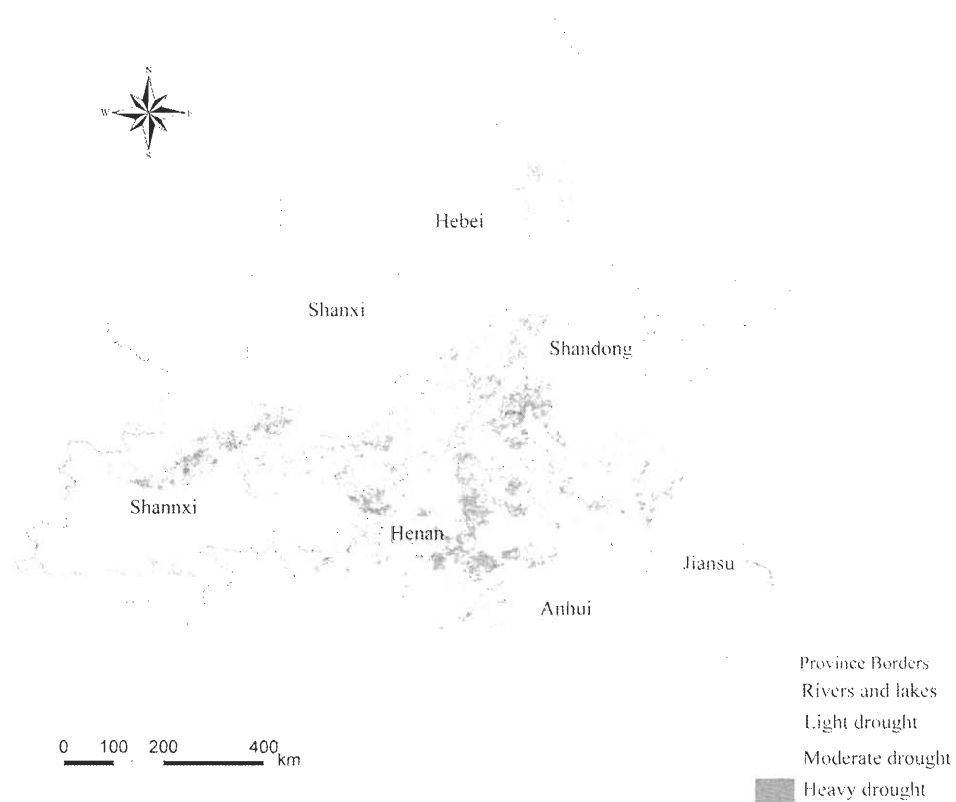 N
W E
S
Hebei
Shanxi
Shandong
Shannxi
Henan
Jiansu
Anhui
Province Borders
Rivers and lakes
Light drought
Moderate drought
Heavy drought
0 100 200 400
km